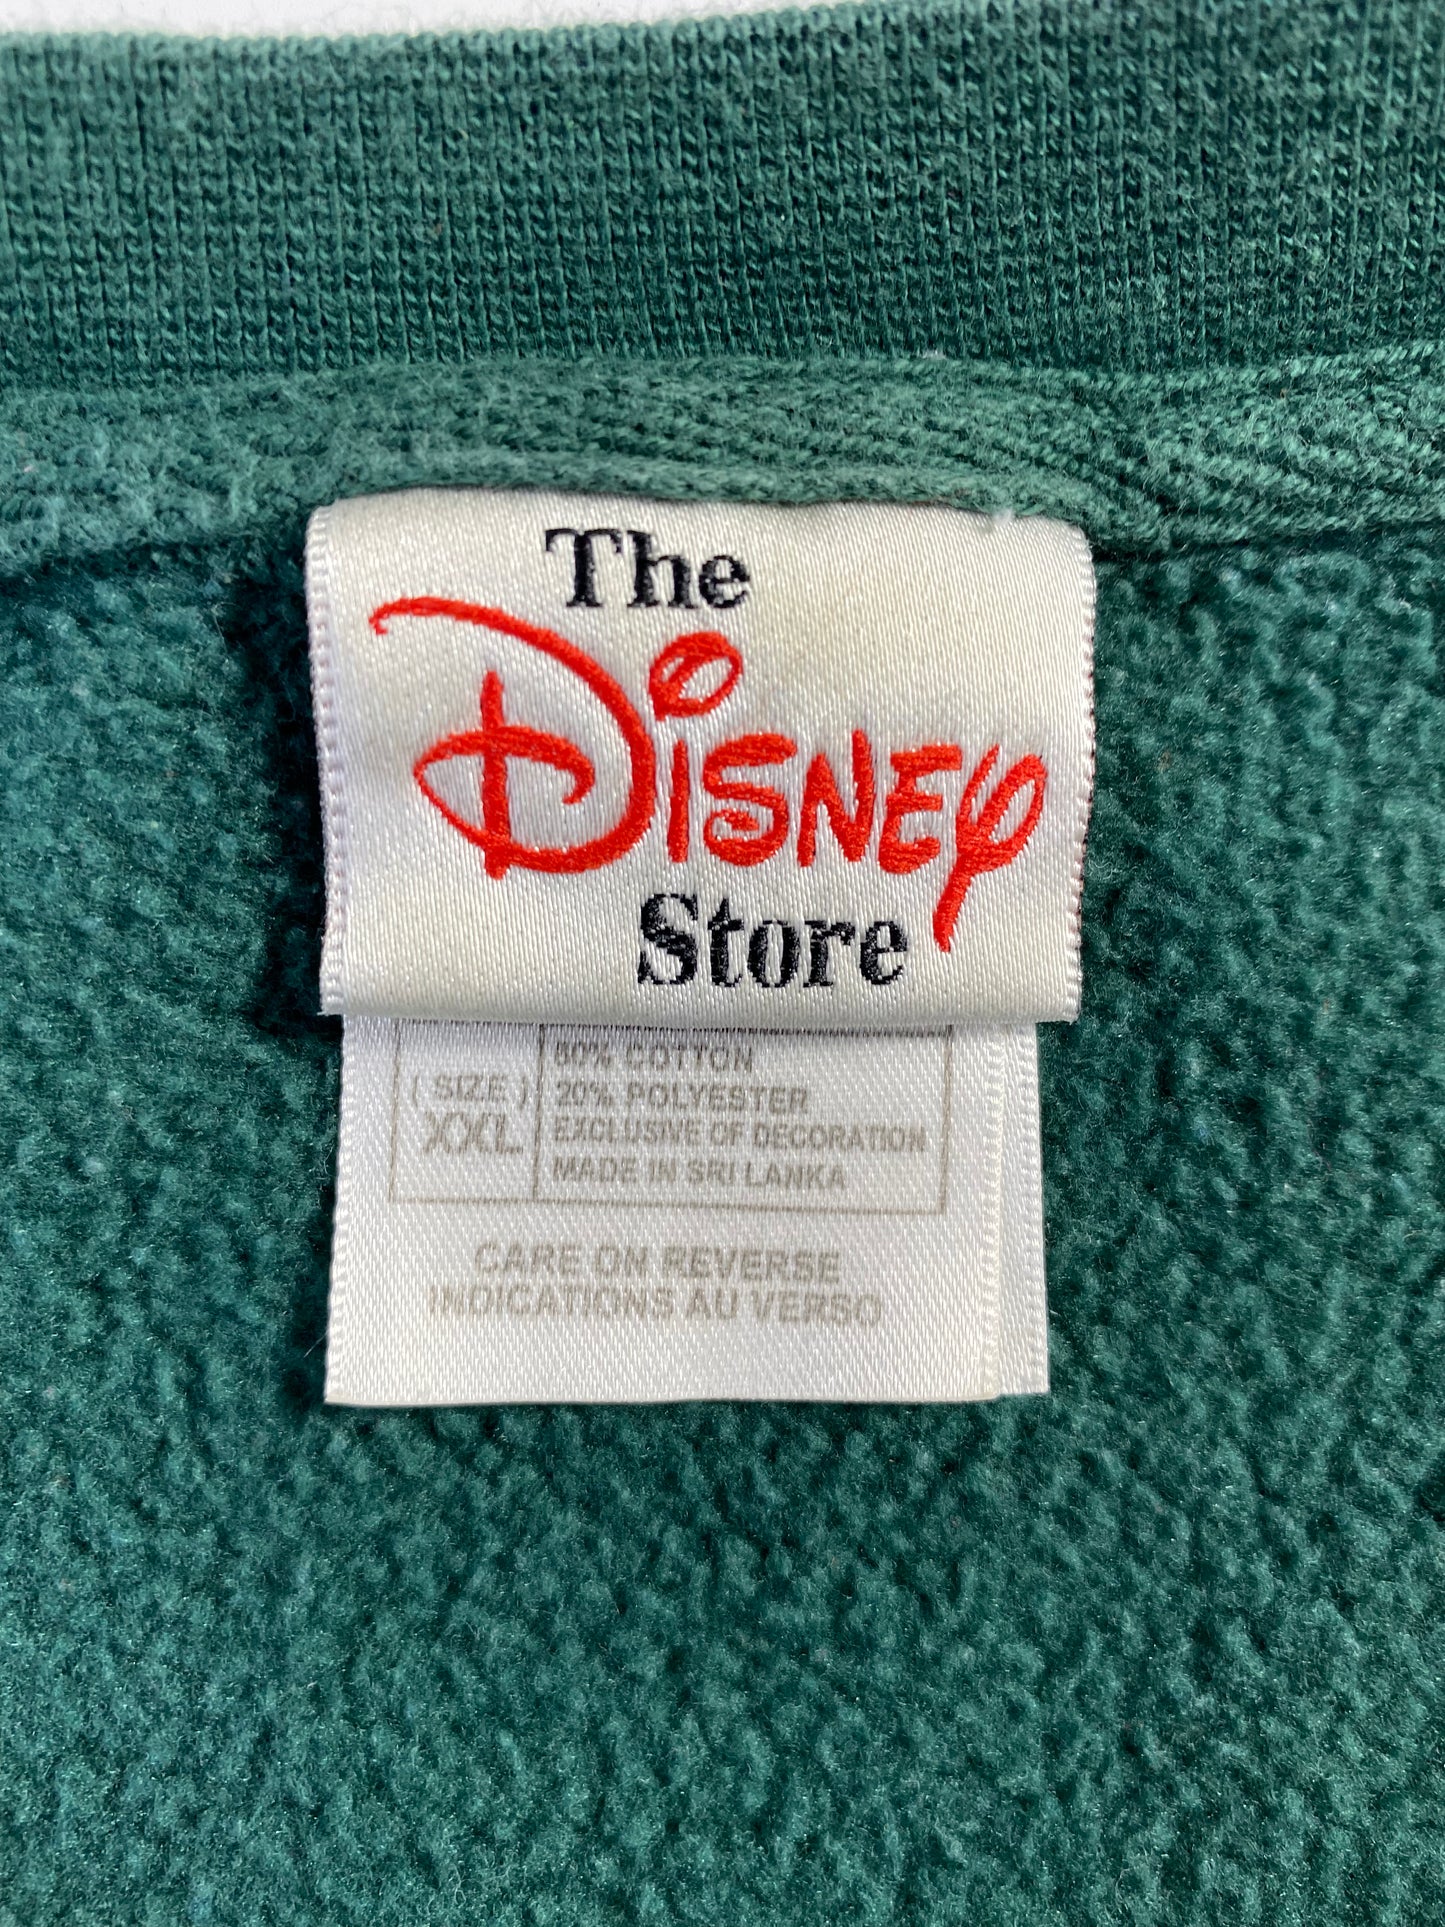 The
Disney
Store
( SIZE )
XXL
80% COTTON
20% POLYESTER
EXCLUSIVE OF DECORATION
MADE IN SRI LANKA
CARE ON REVERSE
INDICATIONS AU VERSO